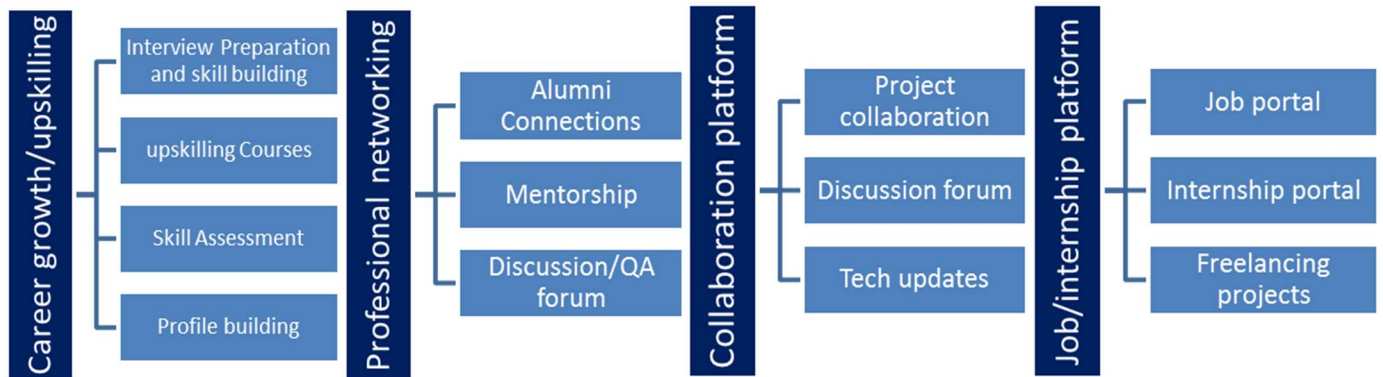 Career growth/upskilling
Interview Preparation
and skill building
upskilling Courses
Skill Assessment
Profile building
Professional networking
Alumni
Connections
Mentorship
Discussion/QA
forum
Collaboration platform
Project
collaboration
Discussion forum
Tech updates
Job/internship platform
Job portal
Internship portal
Freelancing
projects